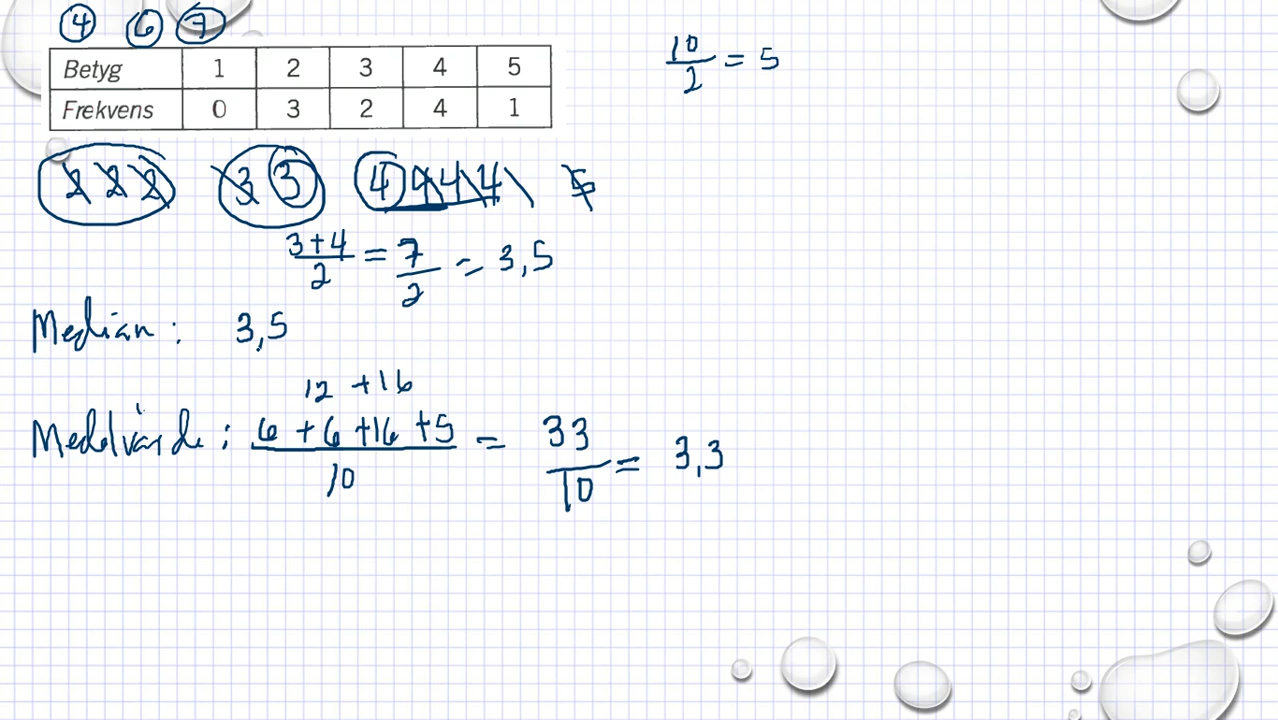 4 6 7
10/2 = 5
Betyg 1 2 3 4 5
Frekvens 0 3 2 4 1
2 2 2 3 3 4 4 4 4 5
3+4/2 = 7/2 = 3,5
Median: 3,5
12 +16
Medelvärde: 6 +6 +16 +5/10 = 33/10 = 3,3